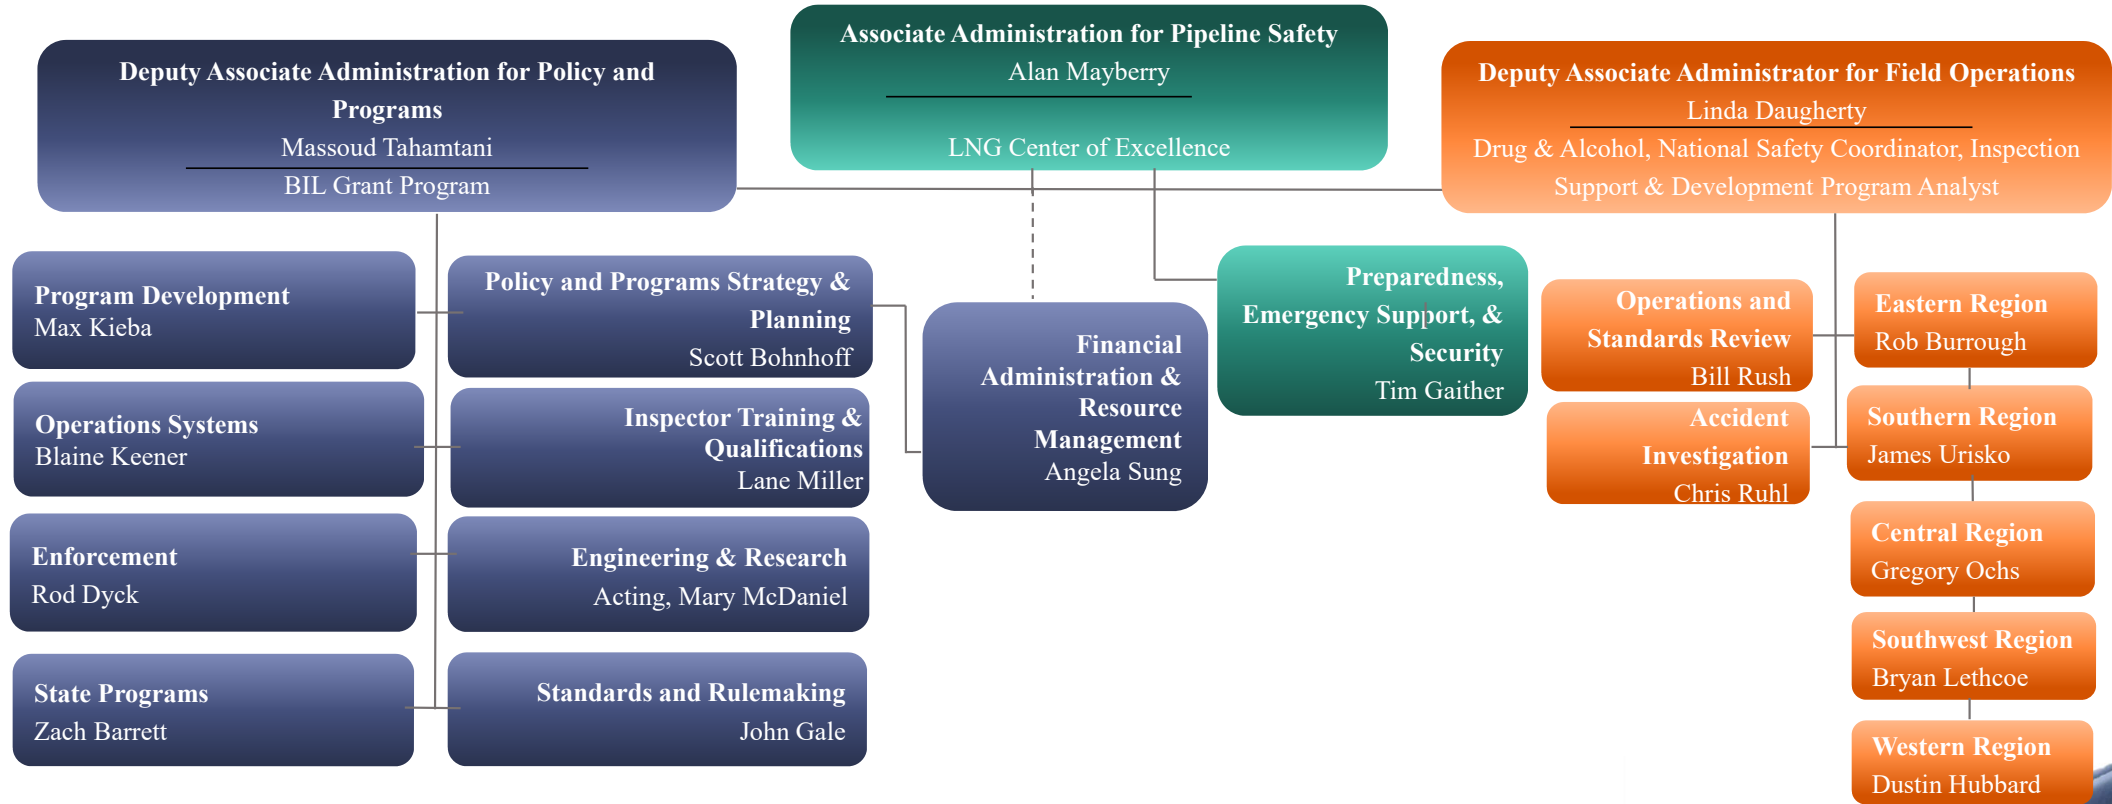 Deputy Associate Administration for Policy and
Programs
Massoud Tahamtani
BIL Grant Program
Associate Administration for Pipeline Safety
Alan Mayberry
LNG Center of Excellence
Deputy Associate Administrator for Field Operations
Linda Daugherty
Drug & Alcohol, National Safety Coordinator, Inspection
Support & Development Program Analyst
Program Development
Max Kieba
Policy and Programs Strategy &
Planning
Scott Bohnhoff
Operations Systems
Blaine Keener
Inspector Training &
Qualifications
Lane Miller
Enforcement
Rod Dyck
Engineering & Research
Acting, Mary McDaniel
State Programs
Zach Barrett
Standards and Rulemaking
John Gale
Financial
Administration &
Resource
Management
Angela Sung
Preparedness,
Emergency Support, &
Security
Tim Gaither
Operations and
Standards Review
Bill Rush
Accident
Investigation
Chris Ruhl
Eastern Region
Rob Burrough
Southern Region
James Urisko
Central Region
Gregory Ochs
Southwest Region
Bryan Lethcoe
Western Region
Dustin Hubbard